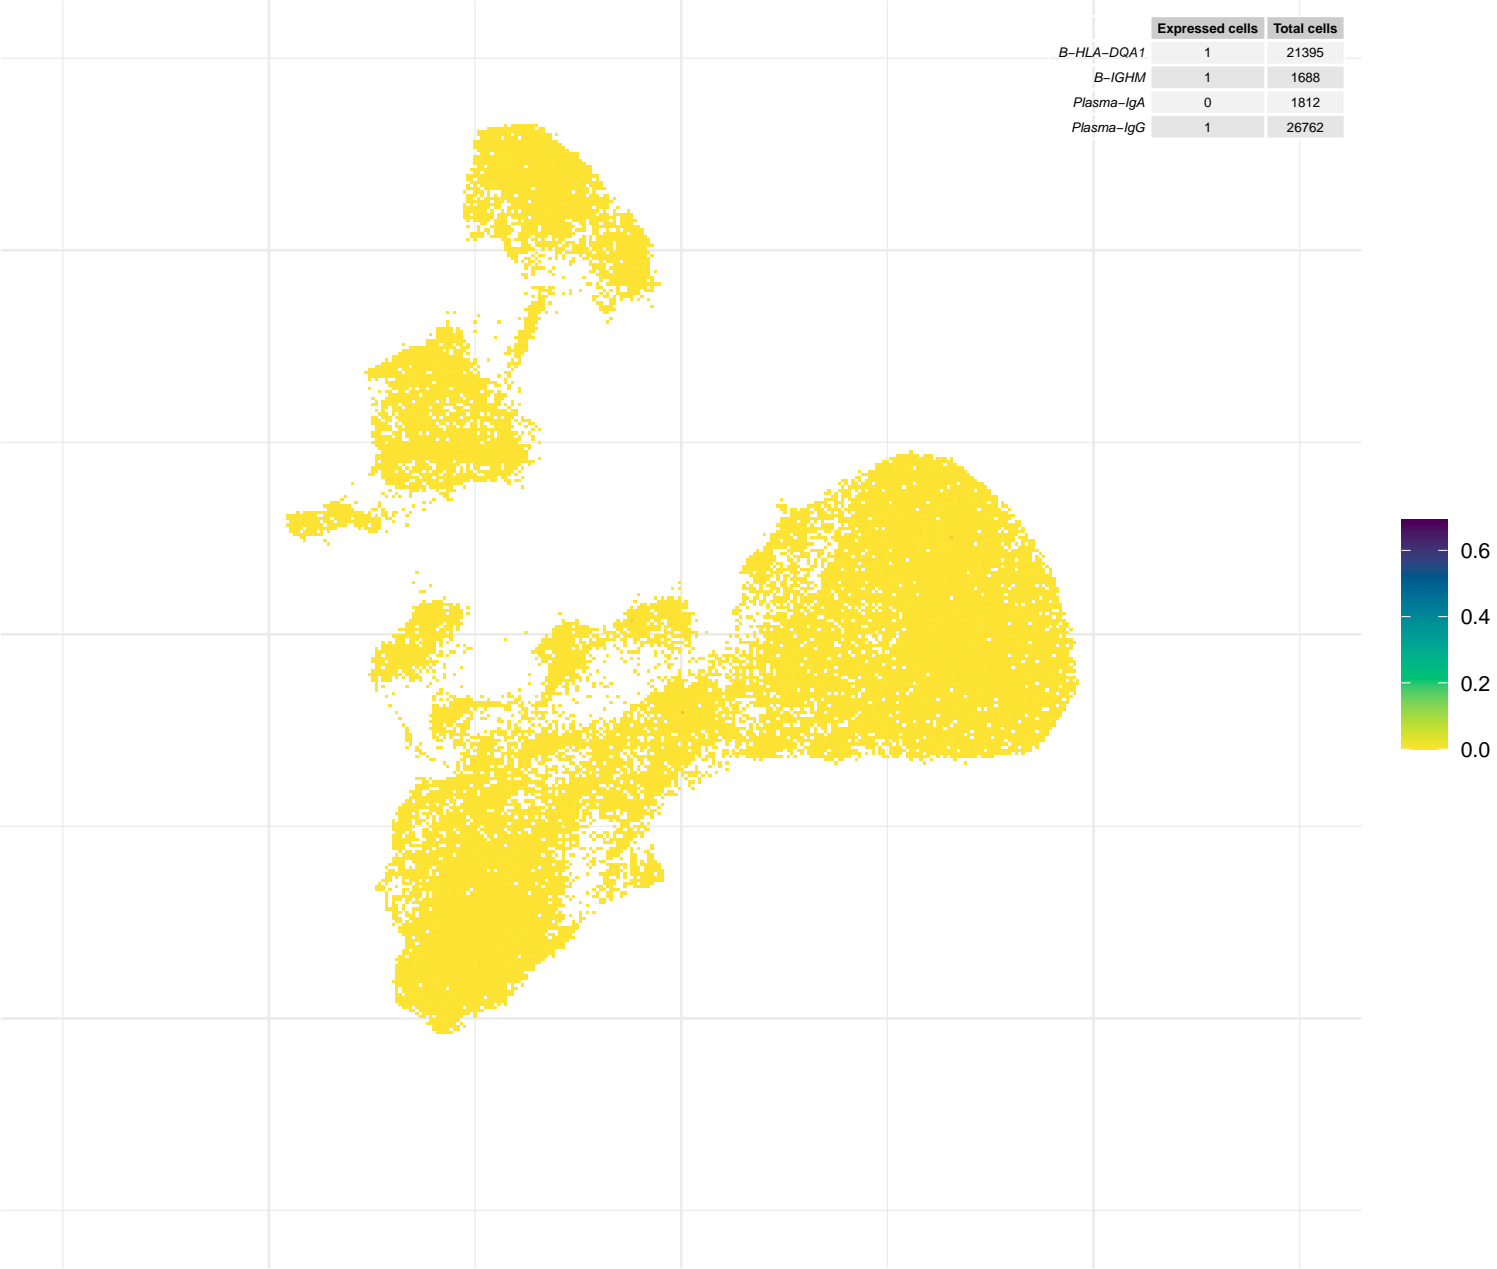 Expressed cells Total cells
B−HLA−DQA1 1 21395
B−IGHM 1 1688
Plasma−IgA 0 1812
Plasma−IgG 1 26762
0.6
0.4
0.2
0.0